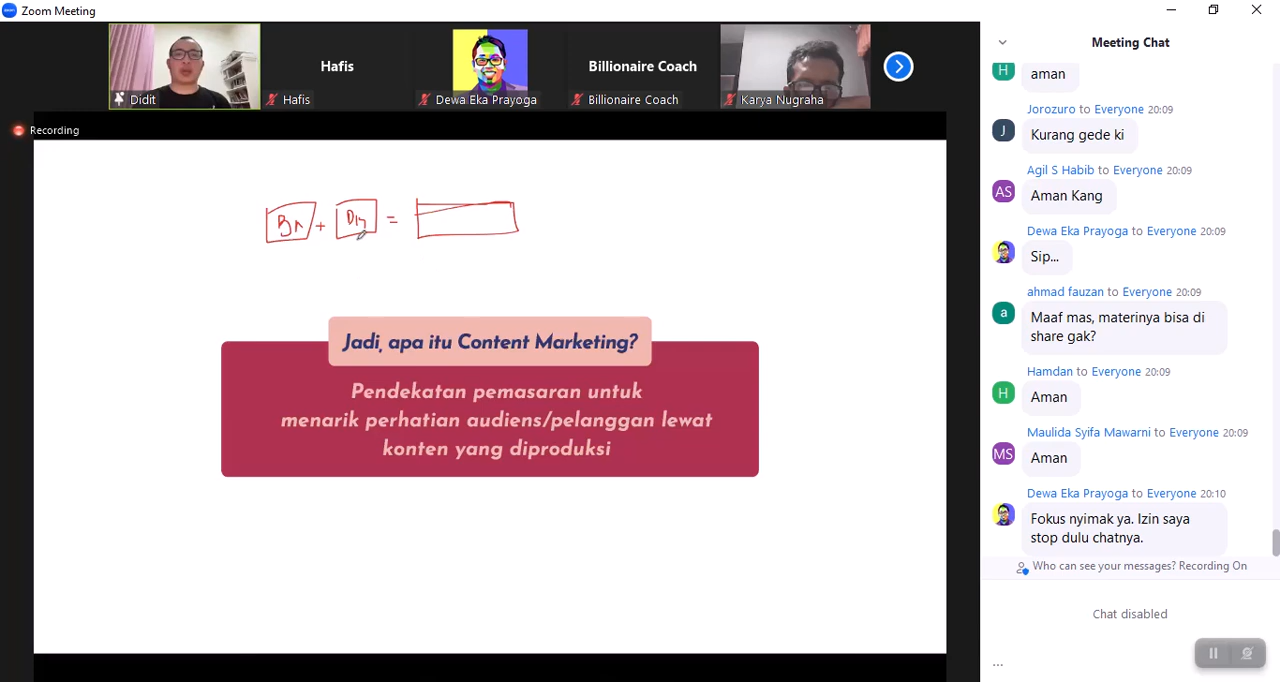 Zoom Meeting
Hafis
Billionaire Coach
Didit
Hafis
Dewa Eka Prayoga
Billionaire Coach
Karya Nugraha
Recording
+
=
Jadi, apa itu Content Marketing?
Pendekatan pemasaran untuk
menarik perhatian audiens/pelanggan lewat
konten yang diproduksi
Meeting Chat
H
aman
Jorozuro to Everyone 20:09
J
Kurang gede ki
Agil S Habib to Everyone 20:09
AS
Aman Kang
Dewa Eka Prayoga to Everyone 20:09
Sip...
ahmad fauzan to Everyone 20:09
a
Maaf mas, materinya bisa di
share gak?
Hamdan to Everyone 20:09
H
Aman
Maulida Syifa Mawarni to Everyone 20:09
MS
Aman
Dewa Eka Prayoga to Everyone 20:10
Fokus nyimak ya. Izin saya
stop dulu chatnya.
Who can see your messages? Recording On
Chat disabled
...